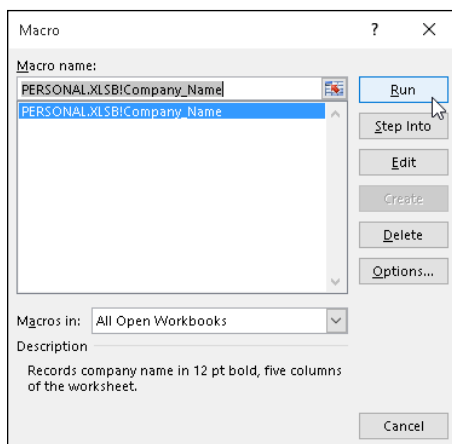 Macro
?
Macro name:
PERSONAL.XLSB!Company_Name
Run
PERSONAL.XLSB!Company_Name
Step Into
Edit
Create
Delete
Options...
Macros in: All Open Workbooks
Description
Records company name in 12 pt bold, five columns
of the worksheet.
Cancel